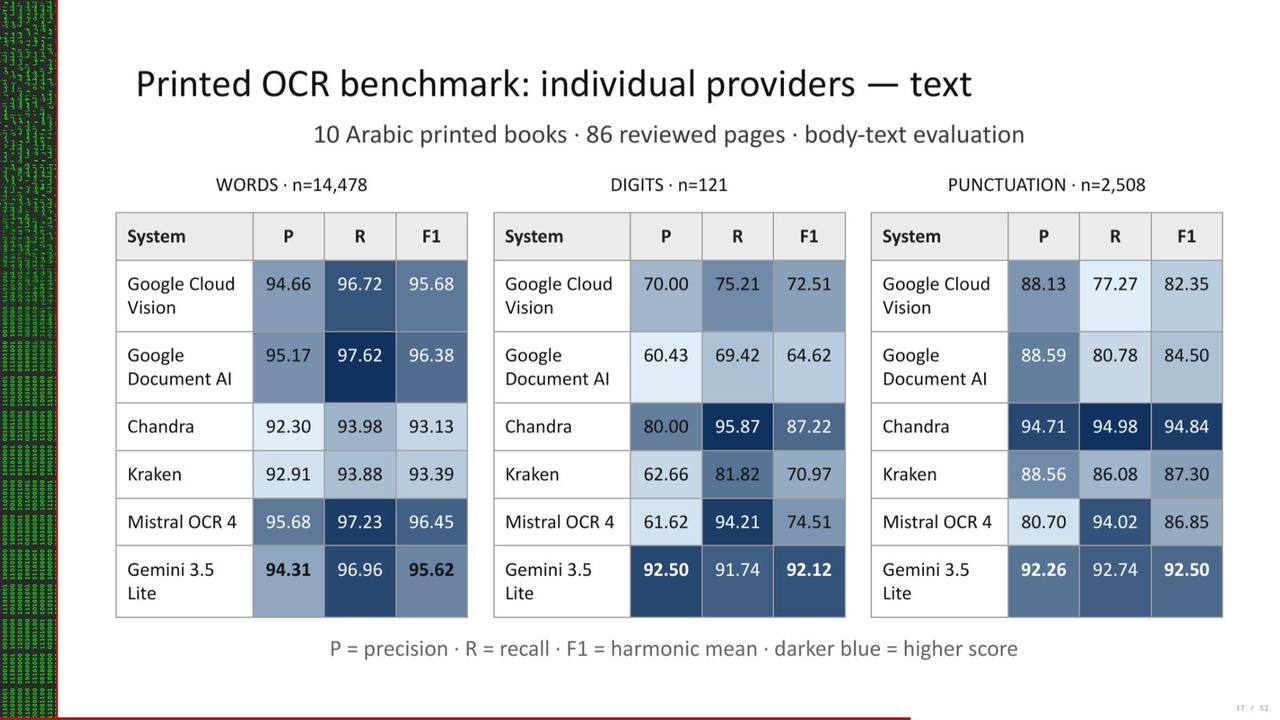 Printed OCR benchmark: individual providers — text
10 Arabic printed books · 86 reviewed pages · body-text evaluation
WORDS · n=14,478
System P R F1
Google Cloud Vision 94.66 96.72 95.68
Google Document AI 95.17 97.62 96.38
Chandra 92.30 93.98 93.13
Kraken 92.91 93.88 93.39
Mistral OCR 4 95.68 97.23 96.45
Gemini 3.5 Lite 94.31 96.96 95.62
DIGITS · n=121
System P R F1
Google Cloud Vision 70.00 75.21 72.51
Google Document AI 60.43 69.42 64.62
Chandra 80.00 95.87 87.22
Kraken 62.66 81.82 70.97
Mistral OCR 4 61.62 94.21 74.51
Gemini 3.5 Lite 92.50 91.74 92.12
PUNCTUATION · n=2,508
System P R F1
Google Cloud Vision 88.13 77.27 82.35
Google Document AI 88.59 80.78 84.50
Chandra 94.71 94.98 94.84
Kraken 88.56 86.08 87.30
Mistral OCR 4 80.70 94.02 86.85
Gemini 3.5 Lite 92.26 92.74 92.50
P = precision · R = recall · F1 = harmonic mean · darker blue = higher score
37 / 52